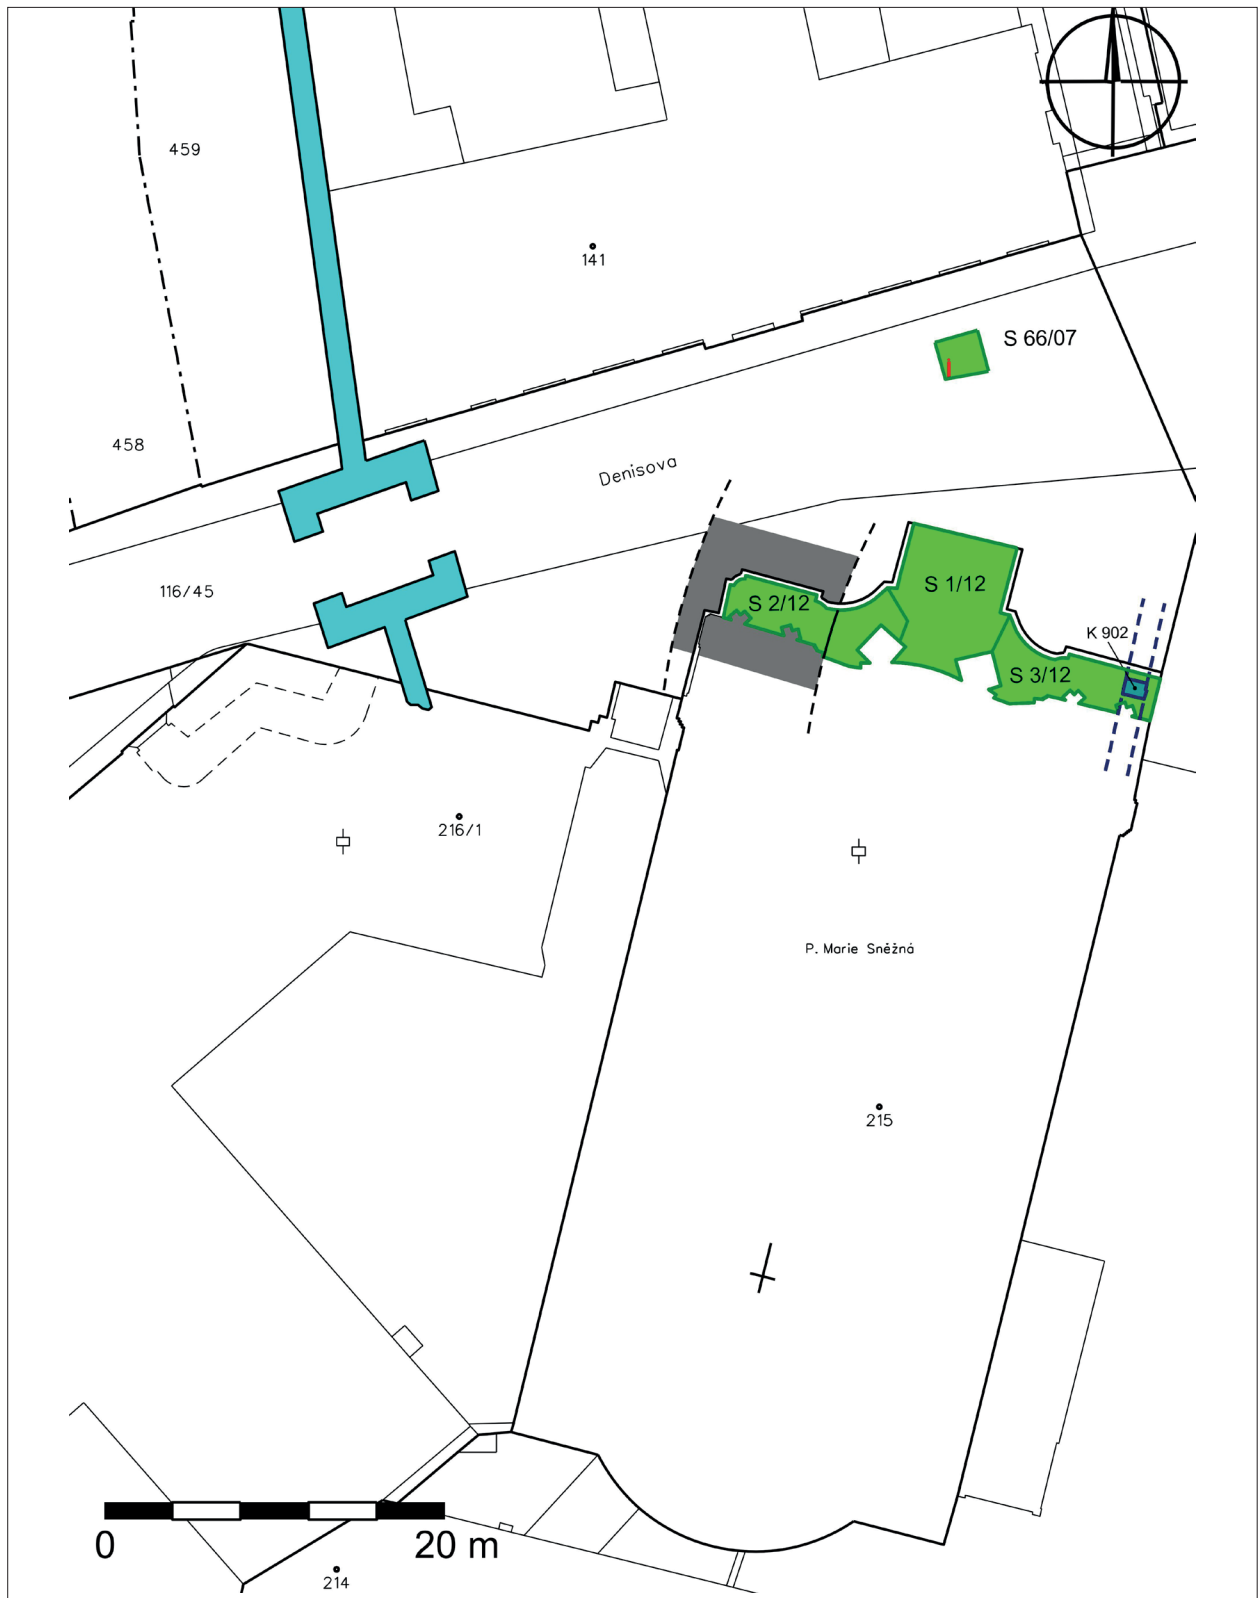 459
141
S 66/07
458
Denisova
116/45
S 1/12
S 2/12
K 902
S 3/12
216/1
P. Marie Sněžná
215
0 20 m
214